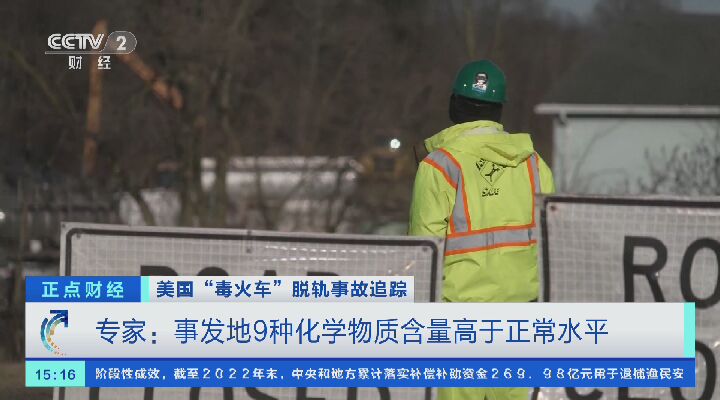 CCTV 2
财经
ROAD
RO
正点财经
美国“毒火车”脱轨事故追踪
专家：事发地9种化学物质含量高于正常水平
15:16
阶段性成效，截至2022年末，中央和地方累计落实补偿补助资金269.98亿元用于退捕渔民安